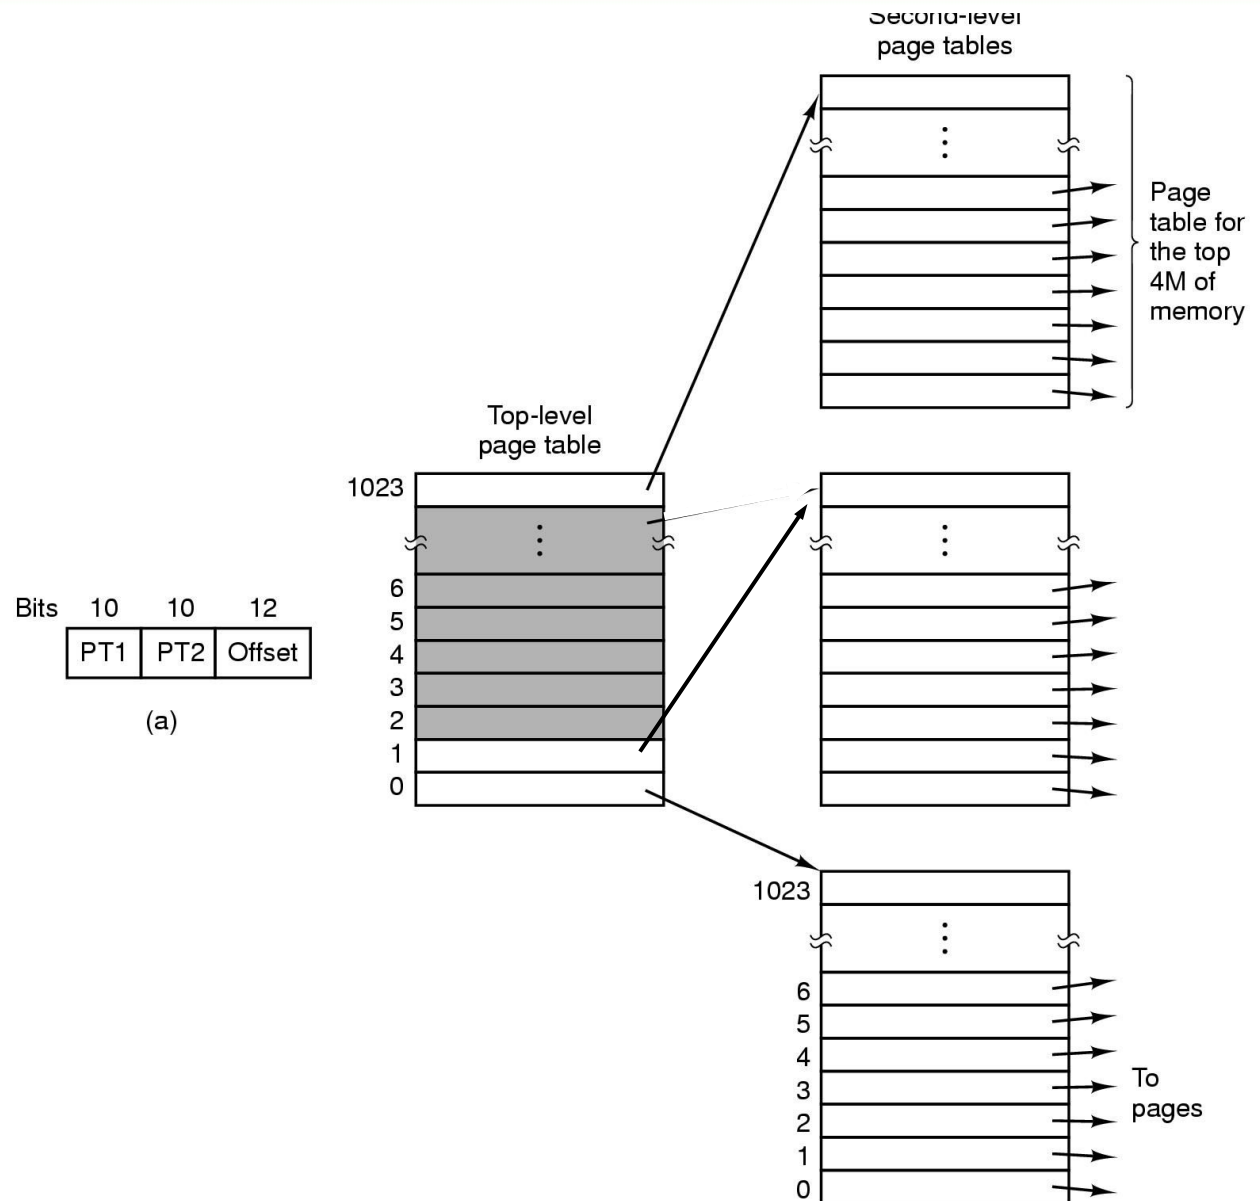 Second-level
page tables
Page
table for
the top
4M of
memory
Top-level
page table
1023
6
5
4
3
2
1
0
Bits 10 10 12
PT1 PT2 Offset
(a)
1023
6
5
4
3
2
1
0
To
pages